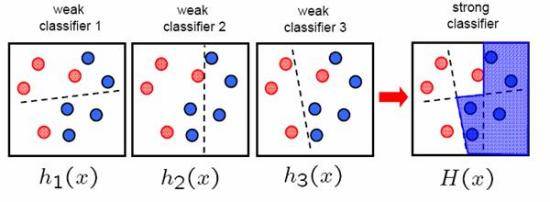 weak
classifier 1
weak
classifier 2
weak
classifier 3
strong
classifier
h₁(x)
h₂(x)
h₃(x)
H(x)